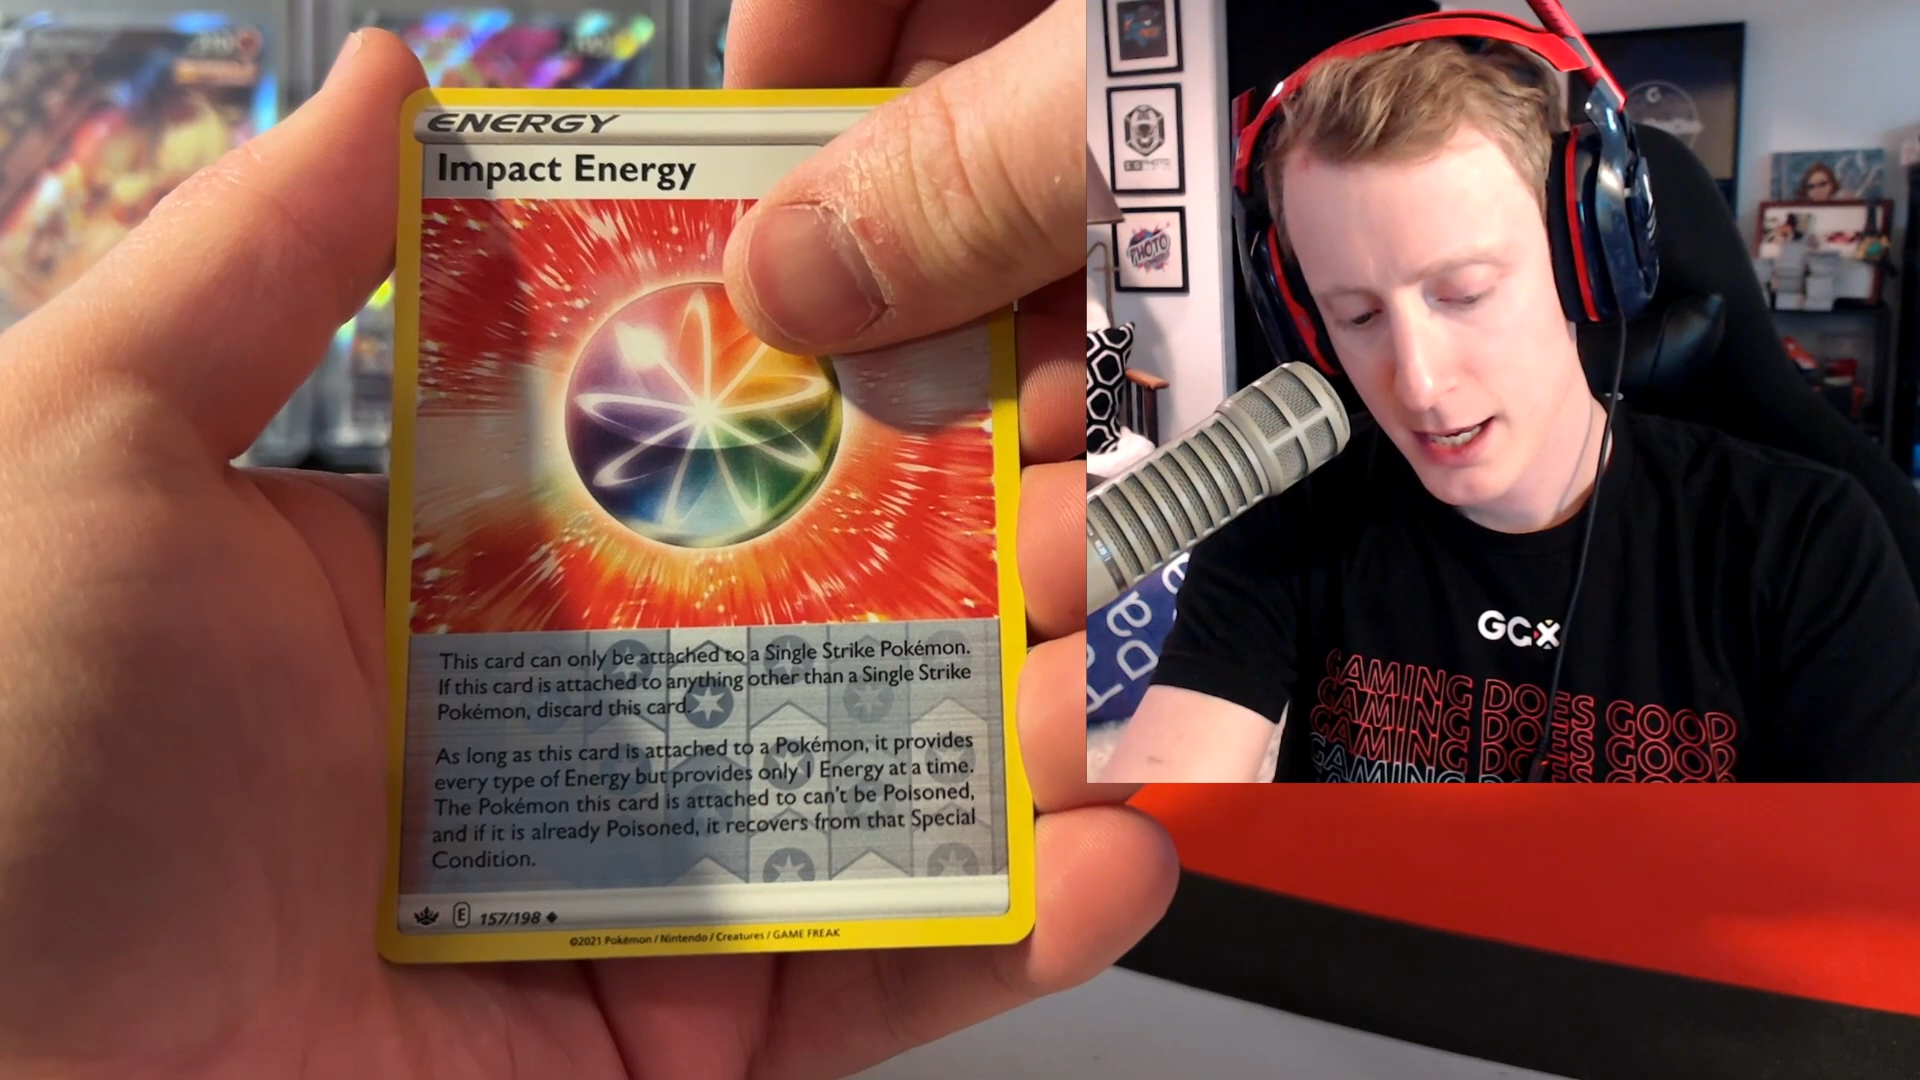 ENERGY
Impact Energy
This card can only be attached to a Single Strike Pokémon.
If this card is attached to anything other than a Single Strike
Pokémon, discard this card.
As long as this card is attached to a Pokémon, it provides
every type of Energy but provides only 1 Energy at a time.
The Pokémon this card is attached to can't be Poisoned,
and if it is already Poisoned, it recovers from that Special
Condition.
E 157/198
©2021 Pokémon / Nintendo / Creatures / GAME FREAK
PHOTO
GCX
GAMING DOES GOOD
GAMING DOES GOOD
GAMING DOES GOOD
GAMING DOES GOOD